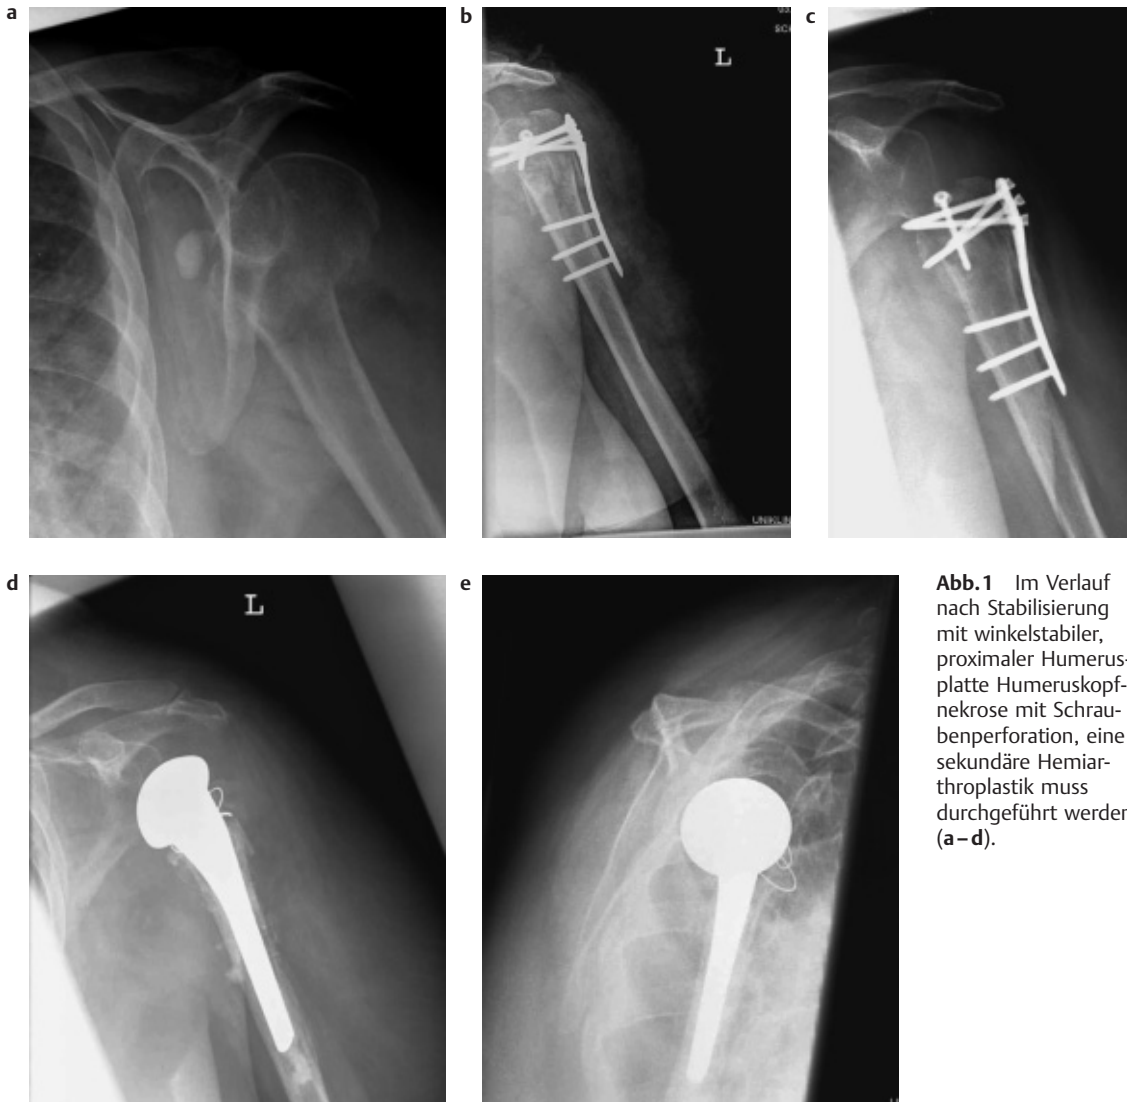 a
b
c
L
UNIKLIN
d
e
L
Abb. 1 Im Verlauf
nach Stabilisierung
mit winkelstabiler,
proximaler Humerus-
platte Humeruskopf-
nekrose mit Schrau-
benperforation, eine
sekundäre Hemiar-
throplastik muss
durchgeführt werden
(a–d).